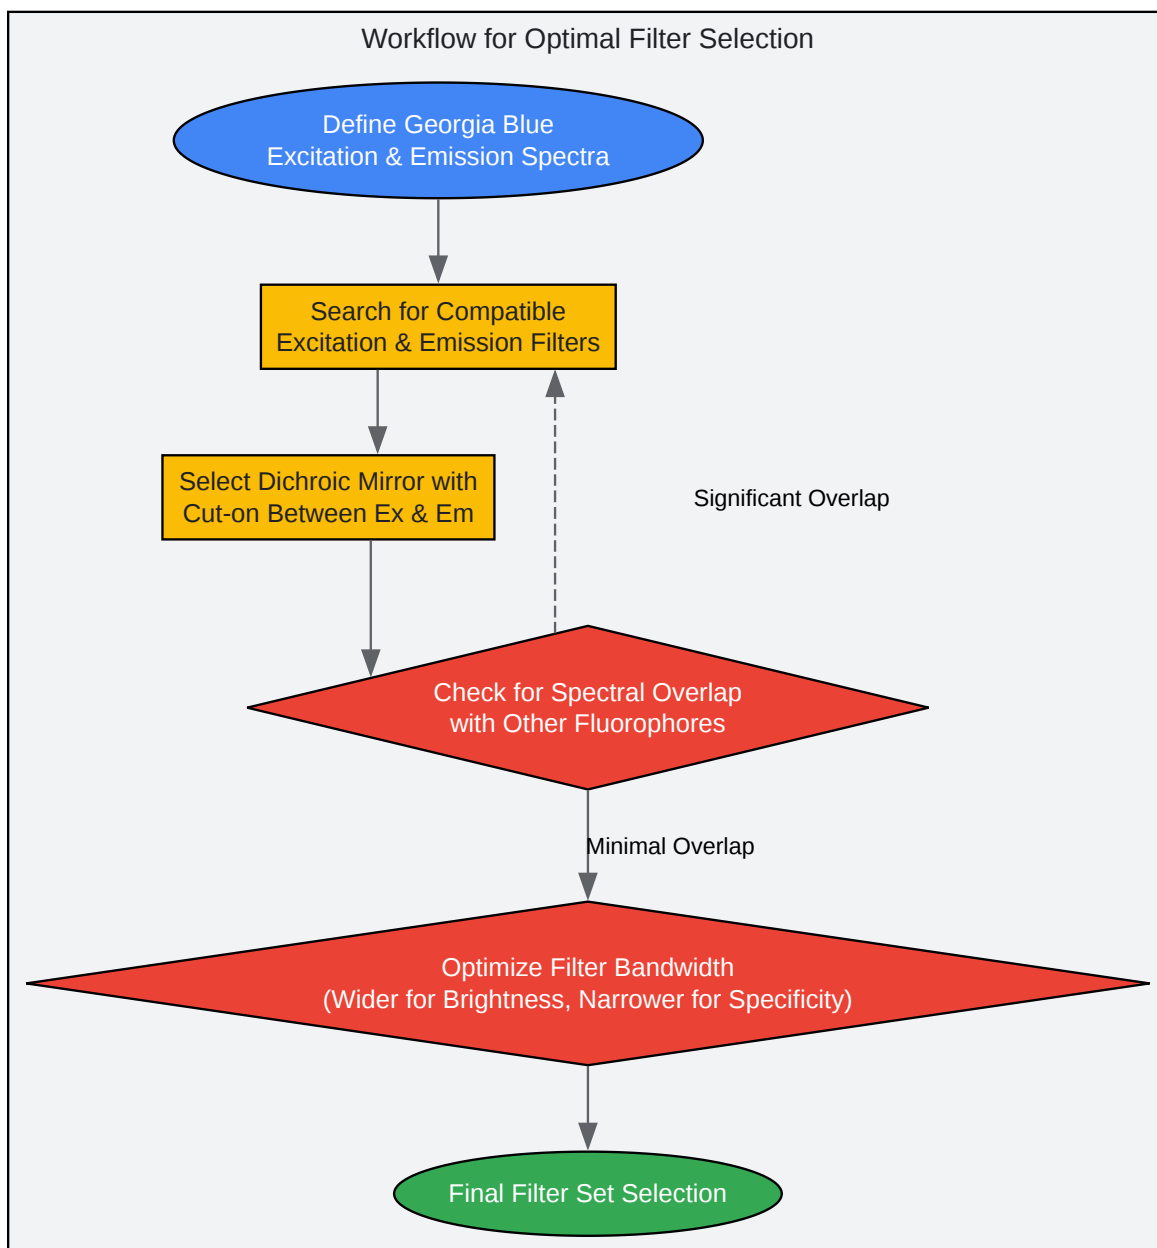 Workflow for Optimal Filter Selection
Define Georgia Blue
Excitation & Emission Spectra
Search for Compatible
Excitation & Emission Filters
Select Dichroic Mirror with
Cut-on Between Ex & Em
Significant Overlap
Check for Spectral Overlap
with Other Fluorophores
Minimal Overlap
Optimize Filter Bandwidth
(Wider for Brightness, Narrower for Specificity)
Final Filter Set Selection